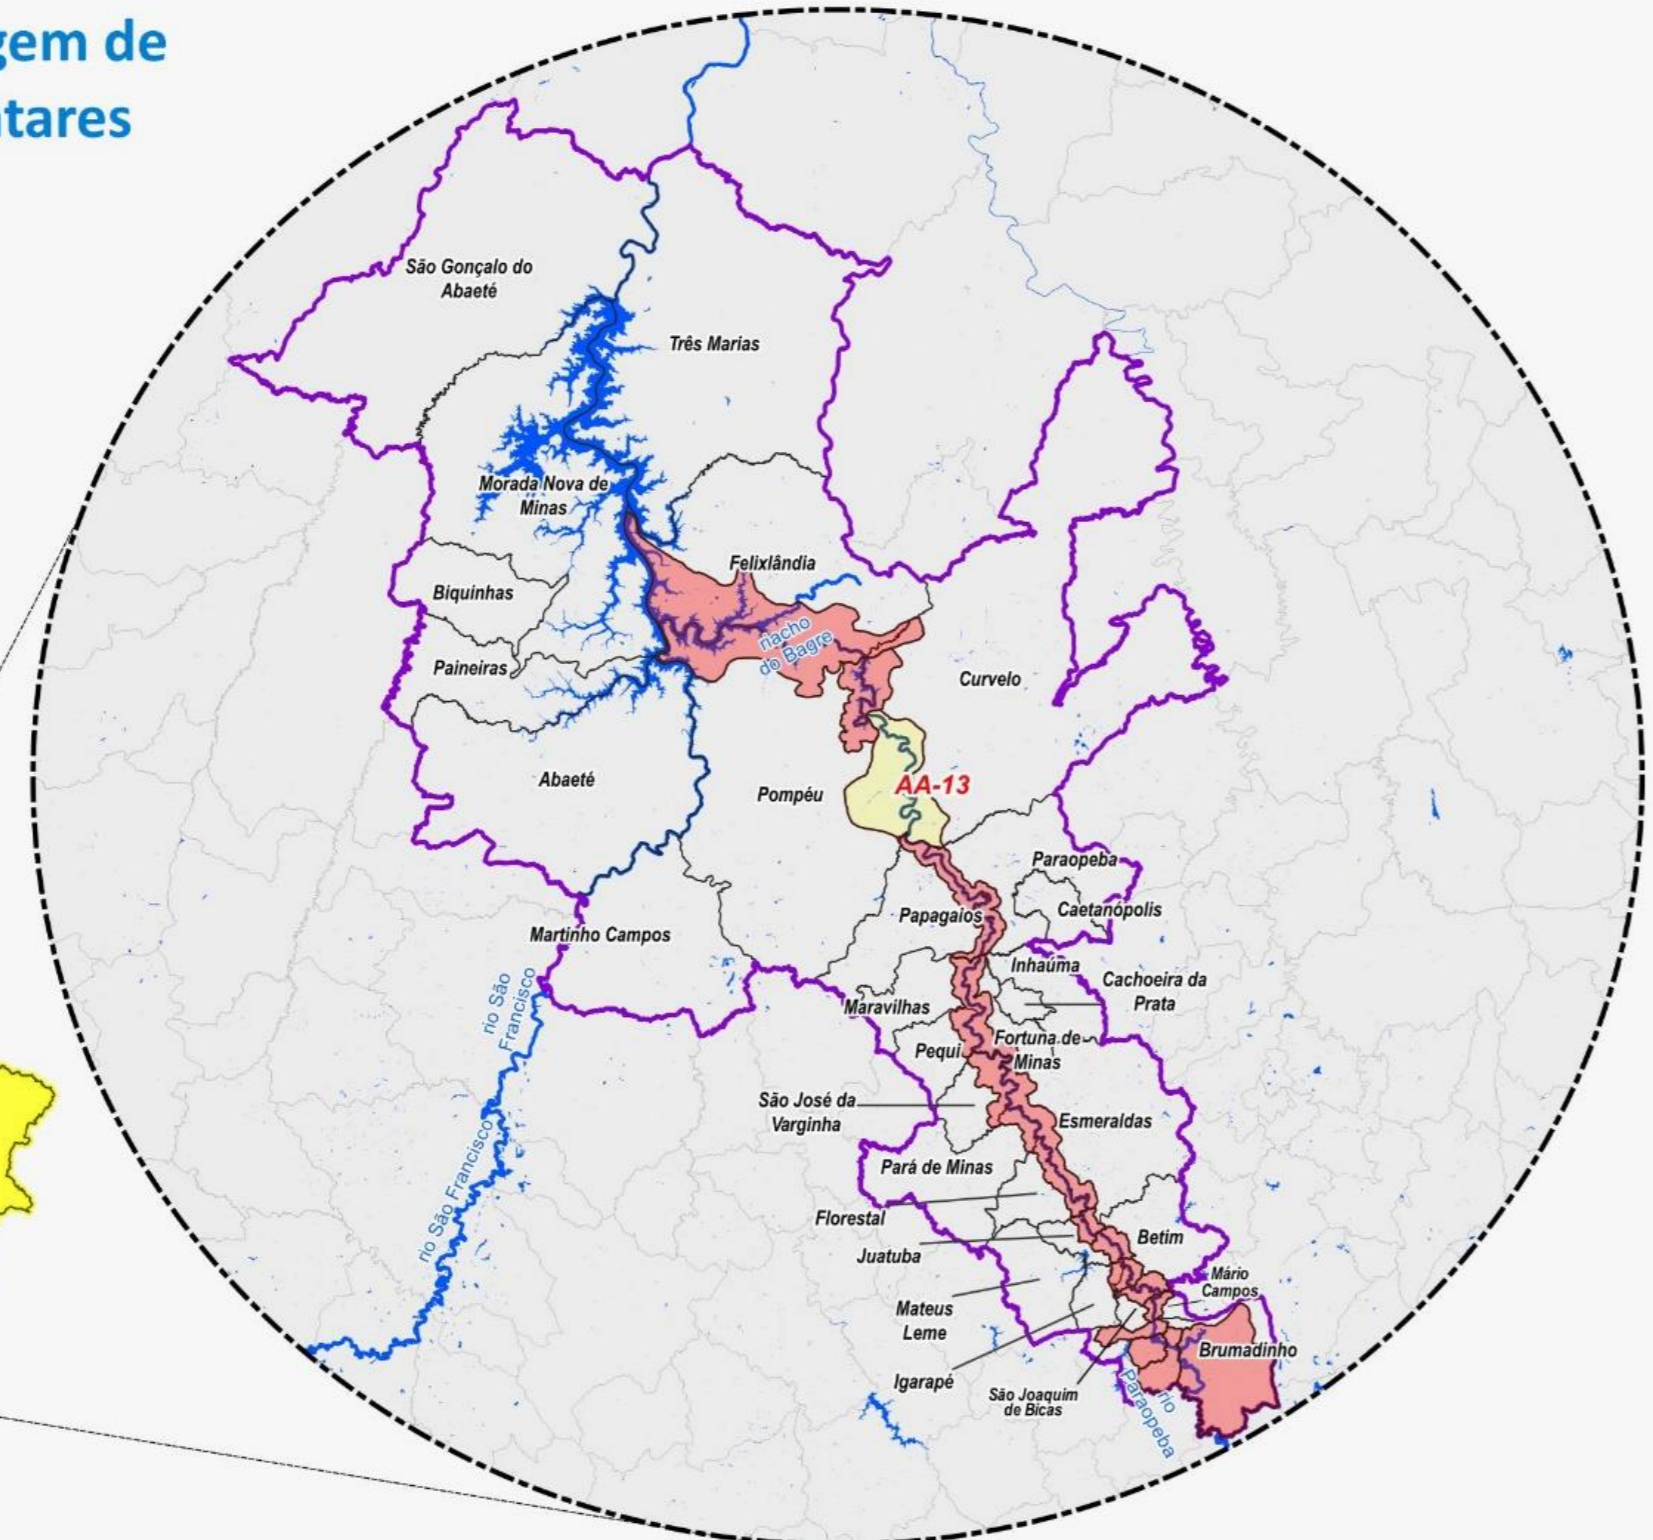 gem de
tares
São Gonçalo do
Abaeté
Três Marias
Morada Nova de
Minas
Felixlândia
Biquinhas
riacho
do Bagre
Paineiras
Curvelo
Abaeté
Pompéu
AA-13
Paraopeba
Papagaios
Caetanópolis
Martinho Campos
Inhaúma
Cachoeira da
Prata
rio São
Francisco
Maravilhas
Fortuna de
Minas
Pequi
São José da
Varginha
Esmeraldas
rio São Francisco
Pará de Minas
Florestal
Juatuba
Betim
Mário
Campos
Mateus
Leme
Brumadinho
Igarapé
São Joaquim
de Bicas
rio
Paraopeba